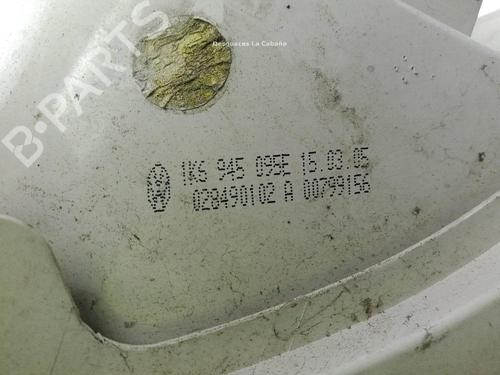 Desguaces La Cabaña
B-PARTS
1K6 945 095E 15.03.05
028490102 A 00799156